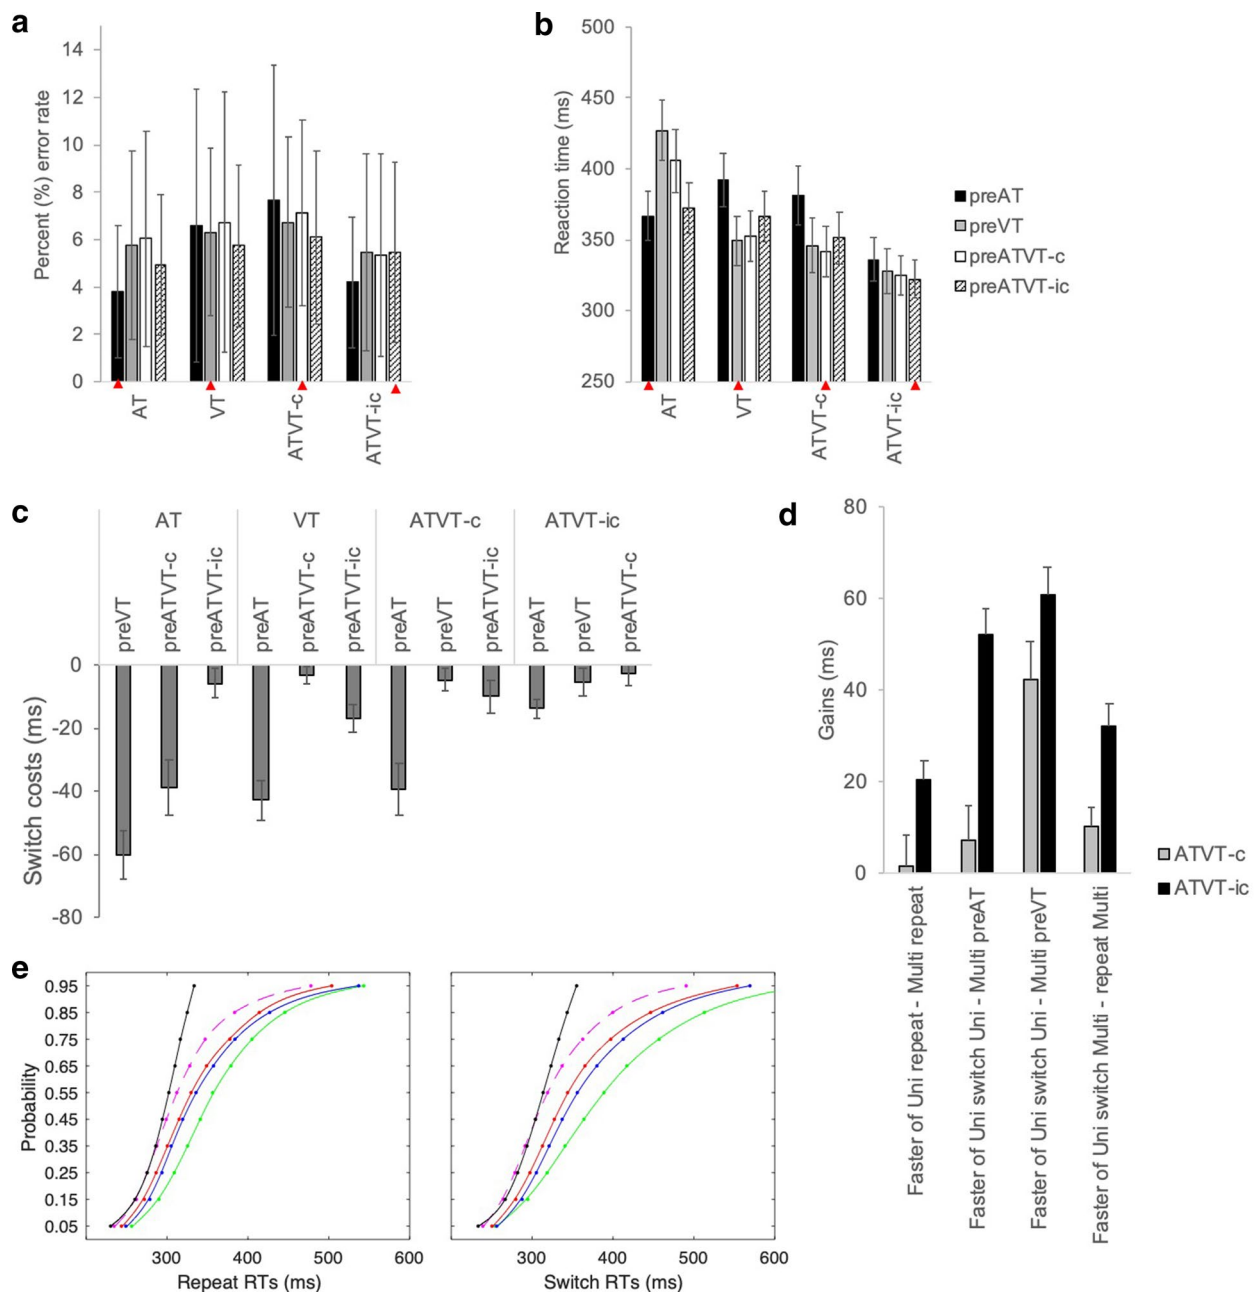 a
Percent (%) error rate
14
12
10
8
6
4
2
0
AT
VT
ATVT-c
ATVT-ic
b
Reaction time (ms)
500
450
400
350
300
250
AT
VT
ATVT-c
ATVT-ic
preAT
preVT
preATVT-c
preATVT-ic
c
AT VT ATVT-c ATVT-ic
preVT
preATVT-c
preATVT-ic
preAT
preATVT-c
preATVT-ic
preAT
preVT
preATVT-ic
preAT
preVT
preATVT-c
Switch costs (ms)
0
-20
-40
-60
-80
d
Gains (ms)
80
60
40
20
0
Faster of Uni repeat - Multi repeat
Faster of Uni switch Uni - Multi preAT
Faster of Uni switch Uni - Multi preVT
Faster of Uni switch Multi - repeat Multi
ATVT-c
ATVT-ic
e
Probability
0.95
0.85
0.75
0.65
0.55
0.45
0.35
0.25
0.15
0.05
300 400 500 600
Repeat RTs (ms)
300 400 500 600
Switch RTs (ms)